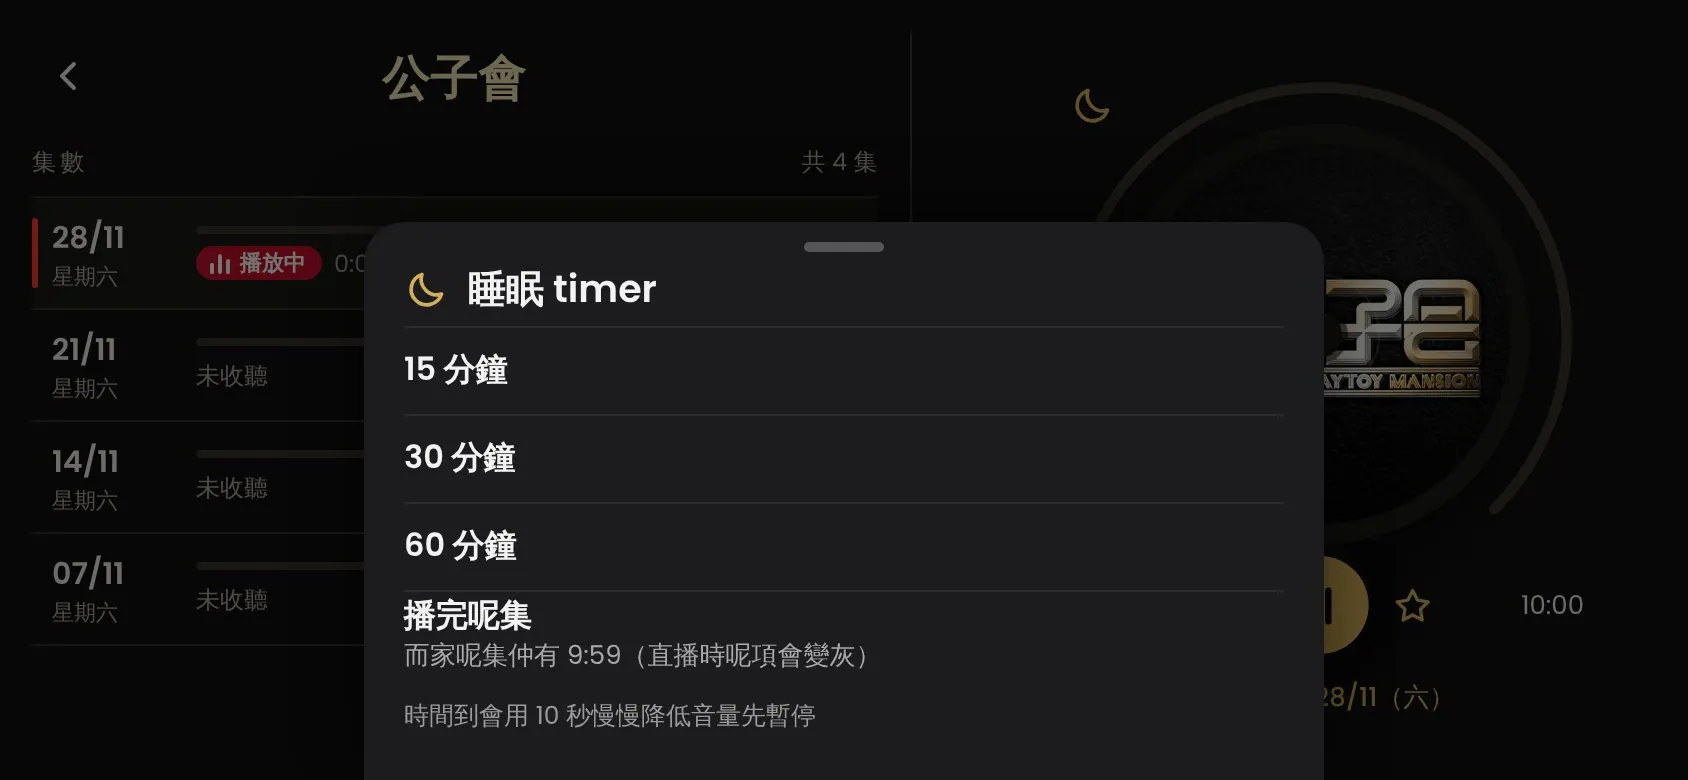 公子會
集數
共 4 集
28/11
星期六
播放中
21/11
星期六
未收聽
14/11
星期六
未收聽
07/11
星期六
未收聽
睡眠 timer
15 分鐘
30 分鐘
60 分鐘
播完呢集
而家呢集仲有 9:59（直播時呢項會變灰）
時間到會用 10 秒慢慢降低音量先暫停
MANSION
10:00
28/11（六）